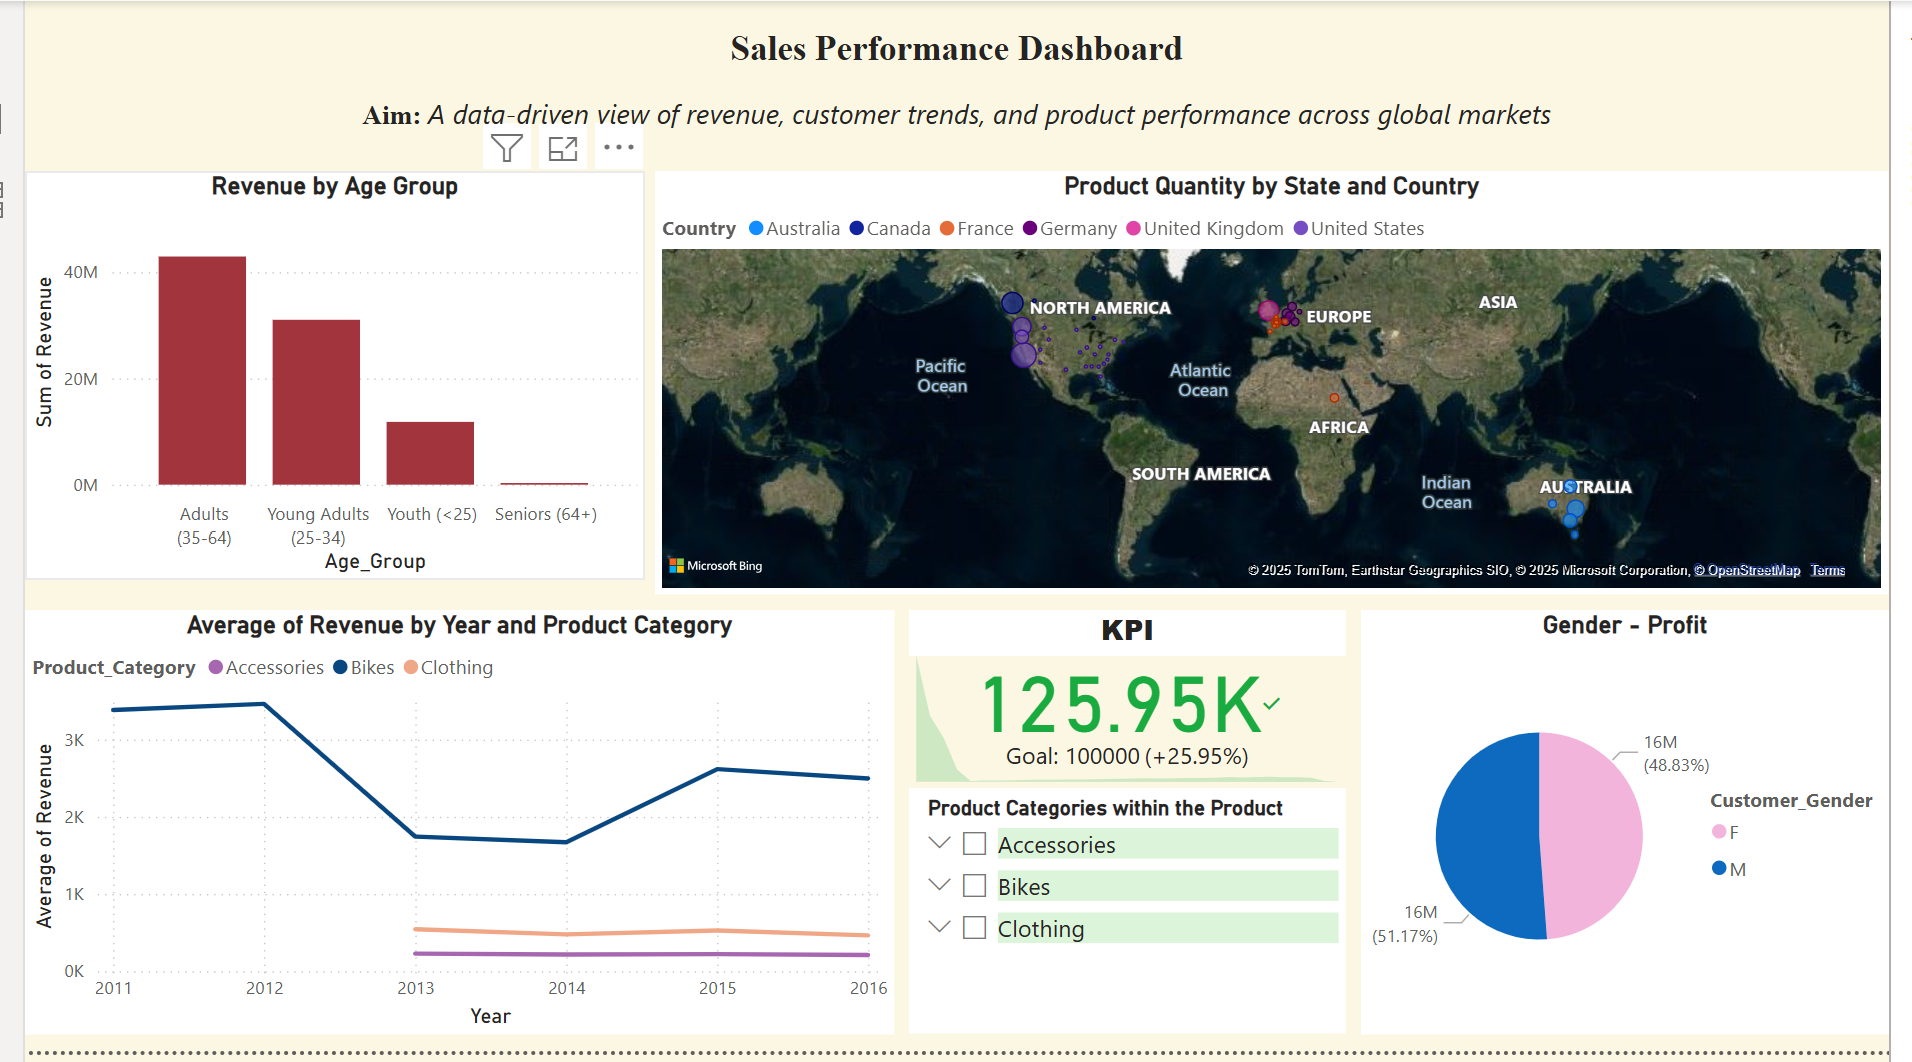 Sales Performance Dashboard
Aim: A data-driven view of revenue, customer trends, and product performance across global markets
Revenue by Age Group
Sum of Revenue
40M
20M
0M
Adults
(35-64)
Young Adults
(25-34)
Youth (<25)
Seniors (64+)
Age_Group
Product Quantity by State and Country
Country Australia Canada France Germany United Kingdom United States
NORTH AMERICA
EUROPE
ASIA
Pacific
Ocean
Atlantic
Ocean
AFRICA
SOUTH AMERICA
Indian
Ocean
AUSTRALIA
Microsoft Bing
© 2025 TomTom, Earthstar Geographics SIO, © 2025 Microsoft Corporation, © OpenStreetMap Terms
Average of Revenue by Year and Product Category
Product_Category Accessories Bikes Clothing
Average of Revenue
3K
2K
1K
0K
2011 2012 2013 2014 2015 2016
Year
KPI
125.95K
Goal: 100000 (+25.95%)
Product Categories within the Product
Accessories
Bikes
Clothing
Gender - Profit
16M
(48.83%)
16M
(51.17%)
Customer_Gender
F
M